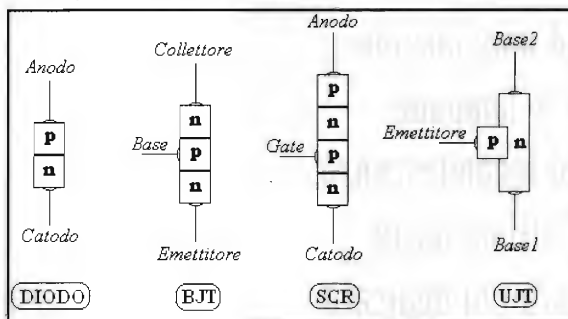 Anodo
p
n
Catodo
DIODO
Collettore
n
Base
p
n
Emettitore
BJT
Anodo
p
n
Gate
p
n
Catodo
SCR
Base2
Emettitore
p
n
Base1
UJT